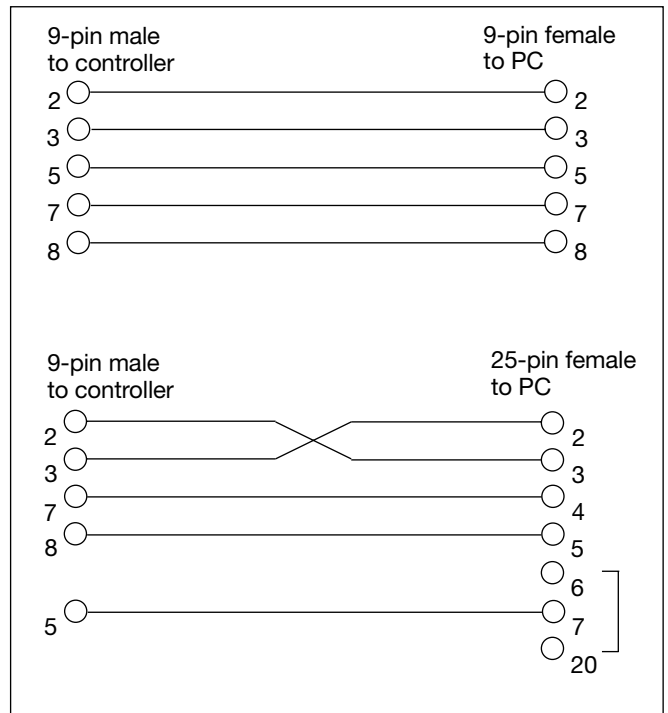 9-pin male
to controller
9-pin female
to PC
2 2
3 3
5 5
7 7
8 8
9-pin male
to controller
25-pin female
to PC
2 2
3 3
7 4
8 5
6
5 7
20